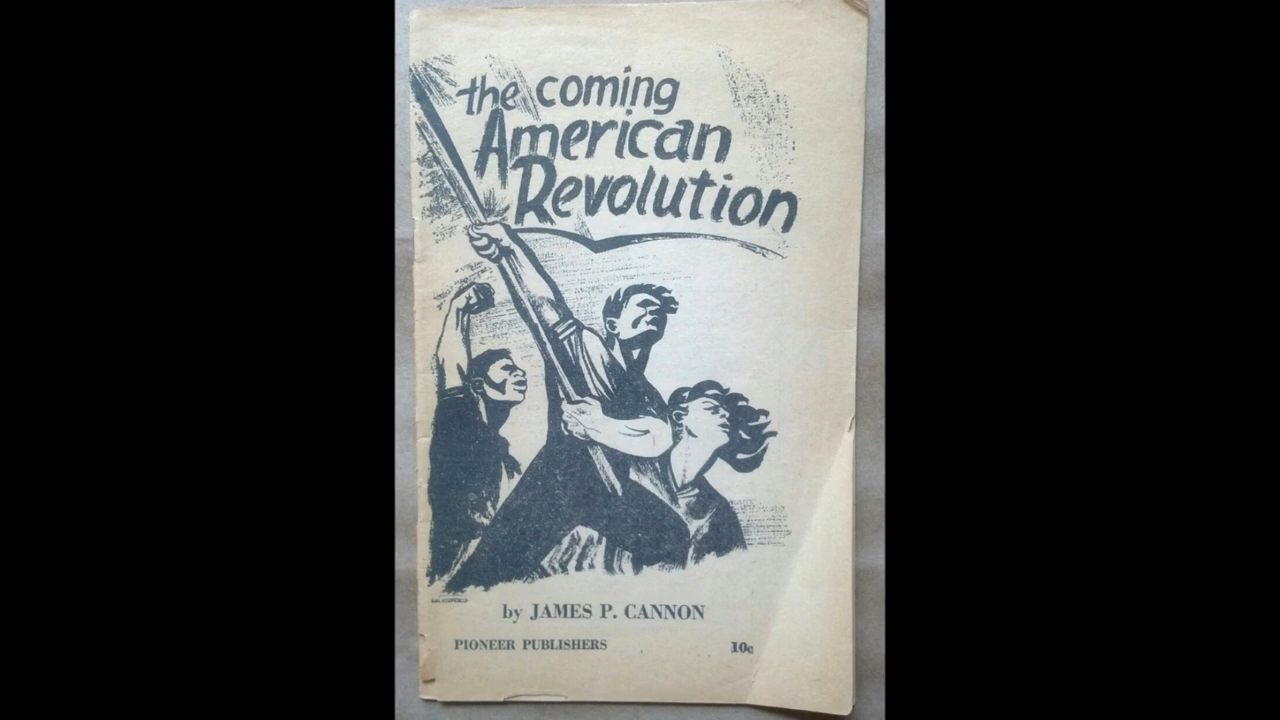 the coming
American
Revolution
by JAMES P. CANNON
PIONEER PUBLISHERS 10c